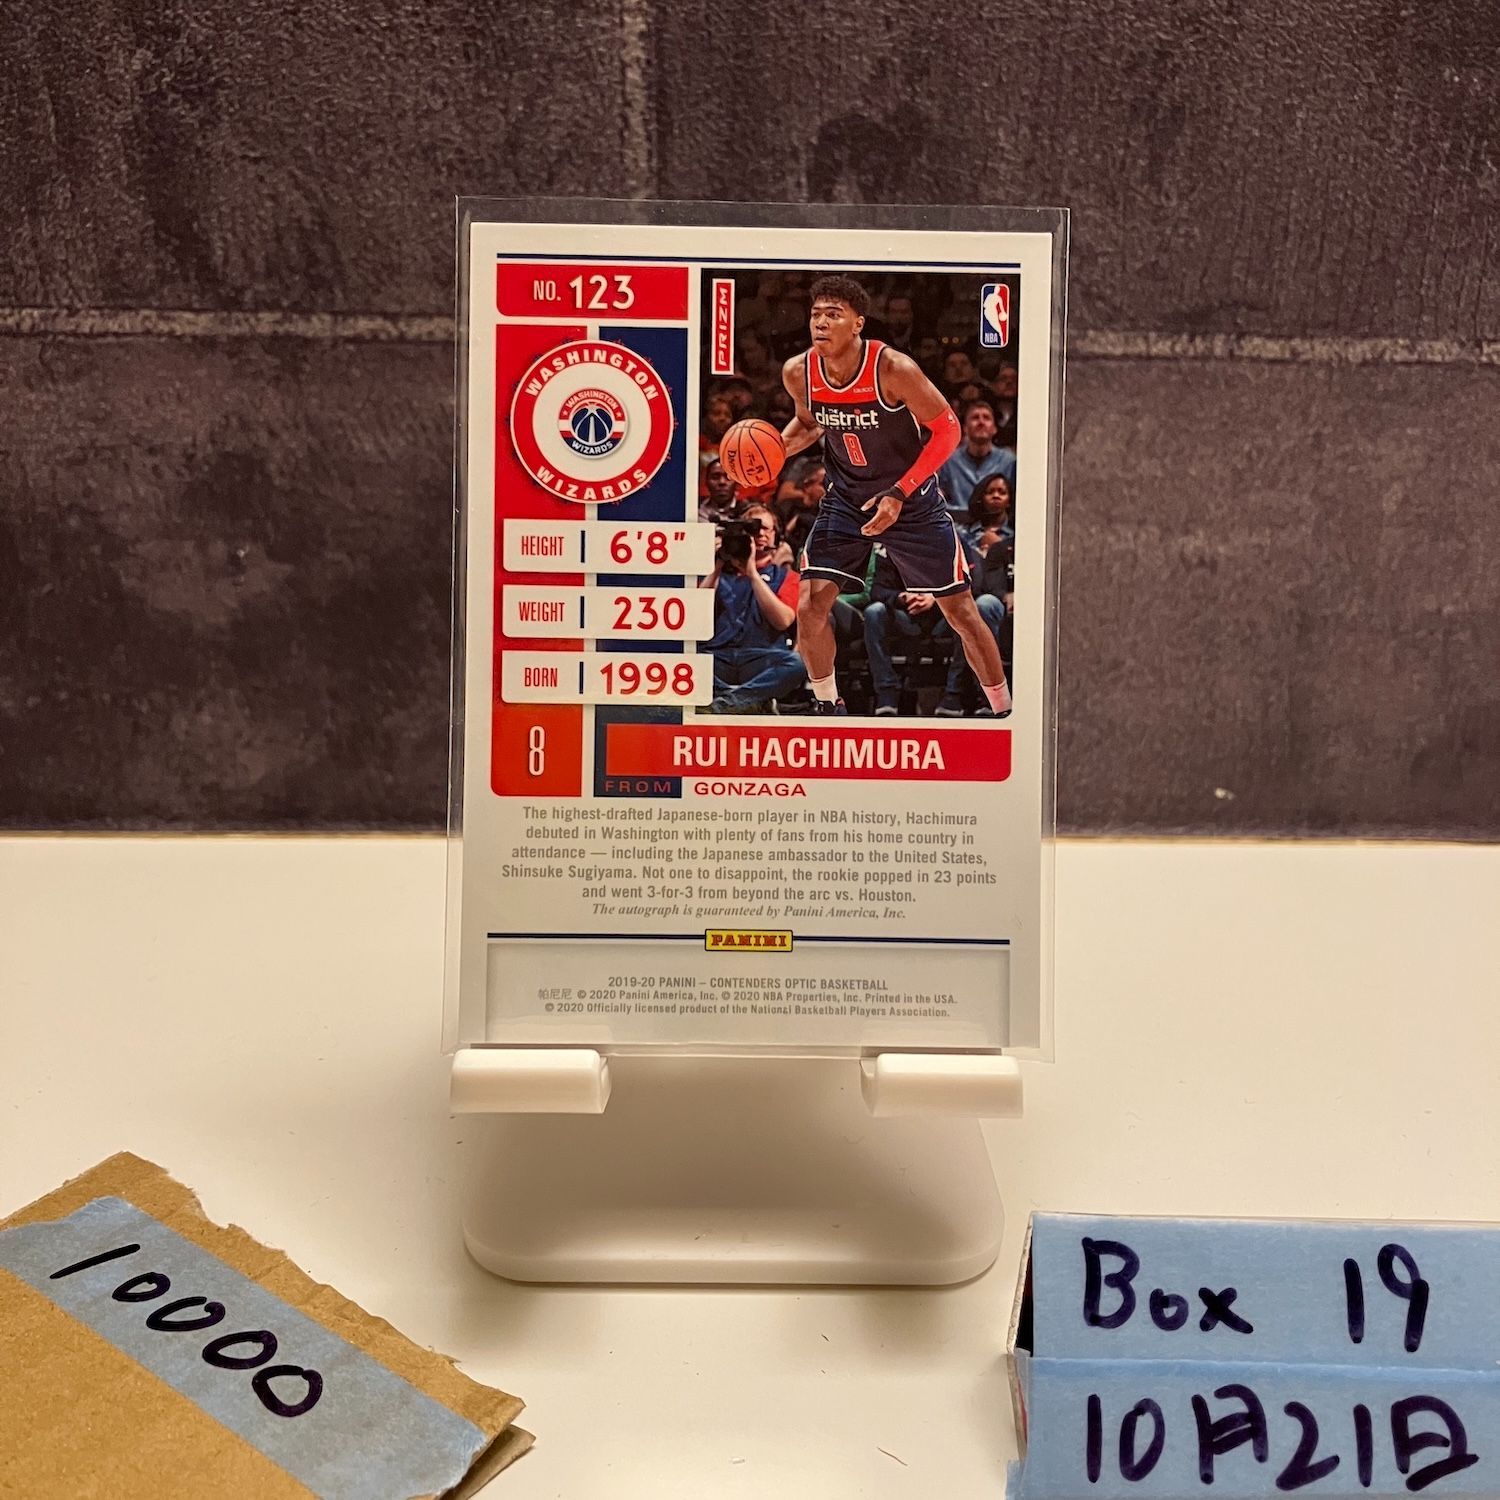 NO. 123
PRIZM
NBA
WASHINGTON
WASHINGTON
WIZARDS
WIZARDS
THE
district
COLUMBIA
8
HEIGHT 6'8"
WEIGHT 230
BORN 1998
8
RUI HACHIMURA
FROM GONZAGA
The highest-drafted Japanese-born player in NBA history, Hachimura
debuted in Washington with plenty of fans from his home country in
attendance — including the Japanese ambassador to the United States,
Shinsuke Sugiyama. Not one to disappoint, the rookie popped in 23 points
and went 3-for-3 from beyond the arc vs. Houston.
The autograph is guaranteed by Panini America, Inc.
PANINI
2019-20 PANINI – CONTENDERS OPTIC BASKETBALL
帕尼尼 © 2020 Panini America, Inc. © 2020 NBA Properties, Inc. Printed in the USA.
© 2020 Officially licensed product of the National Basketball Players Association.
10000
Box 19
10月21日